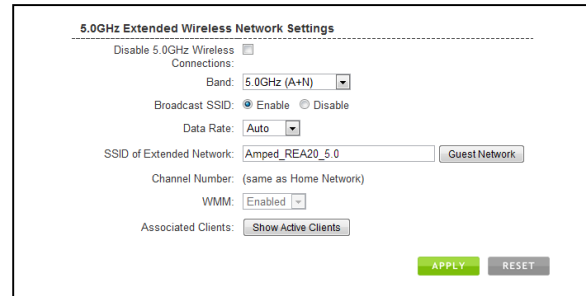 5.0GHz Extended Wireless Network Settings
Disable 5.0GHz Wireless
Connections:
Band: 5.0GHz (A+N)
Broadcast SSID: Enable Disable
Data Rate: Auto
SSID of Extended Network: Amped_REA20_5.0 Guest Network
Channel Number: (same as Home Network)
WMM: Enabled
Associated Clients: Show Active Clients
APPLY RESET